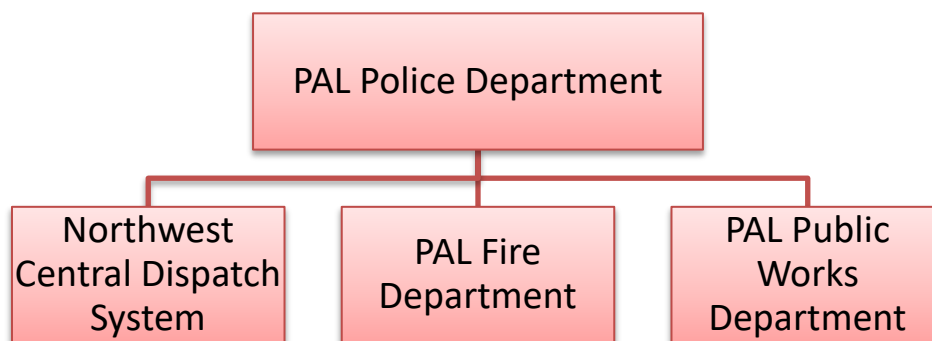 PAL Police Department
Northwest
Central Dispatch
System
PAL Fire
Department
PAL Public
Works
Department